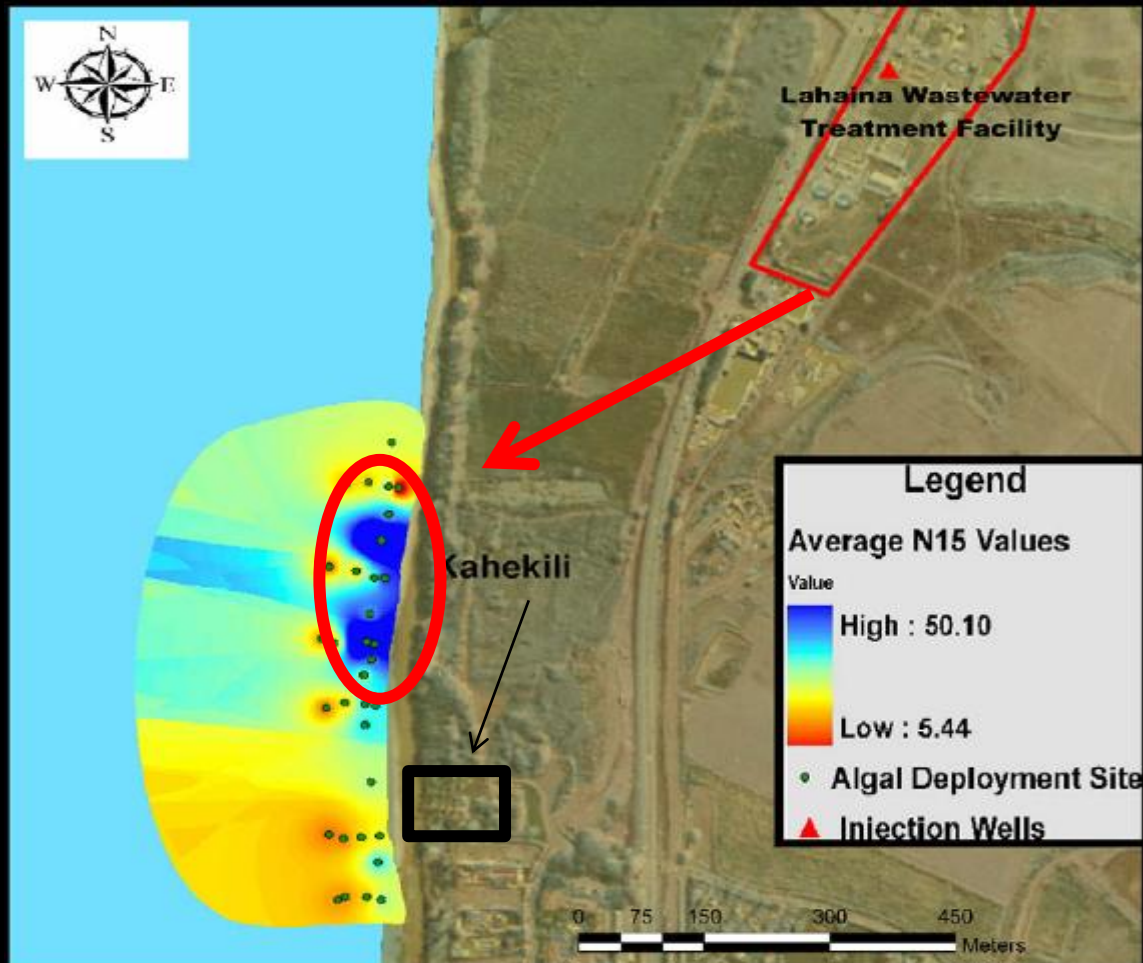 N
W E
S
Lahaina Wastewater
Treatment Facility
Kahekili
Legend
Average N15 Values
Value
High : 50.10
Low : 5.44
Algal Deployment Site
Injection Wells
0 75 150 300 450
Meters